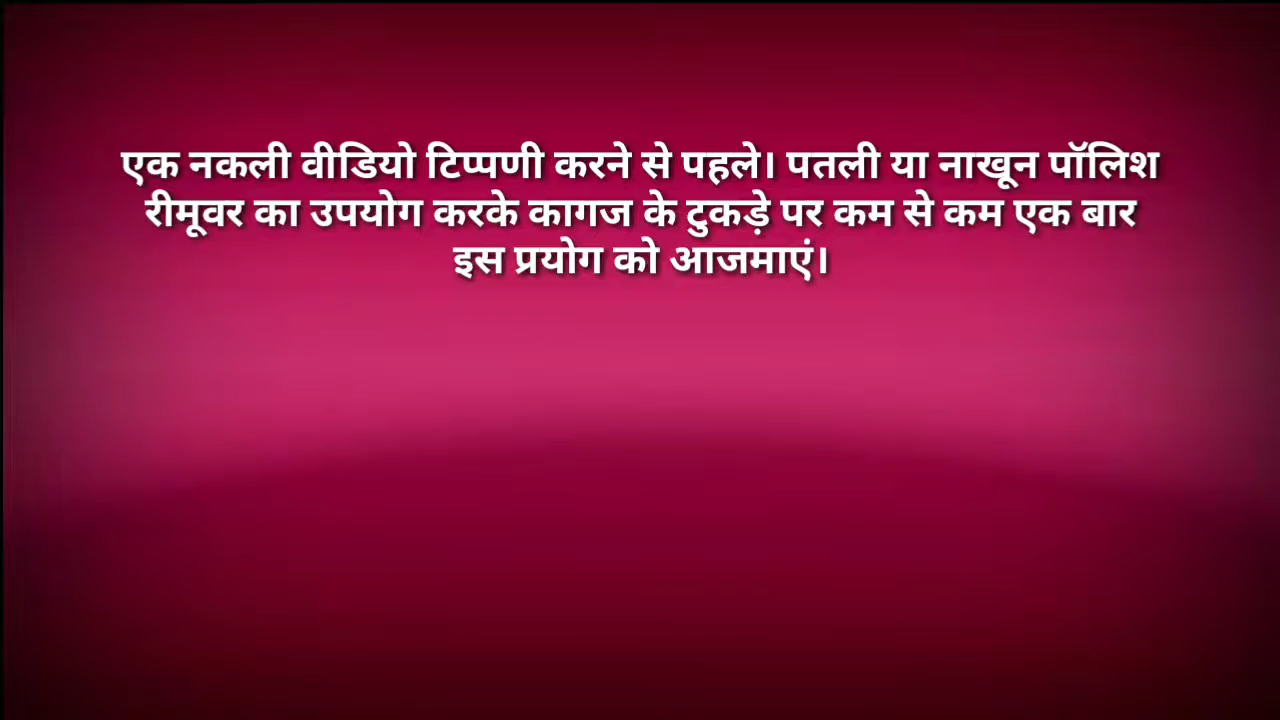 एक नकली वीडियो टिप्पणी करने से पहले। पतली या नाखून पॉलिश
रीमूवर का उपयोग करके कागज के टुकड़े पर कम से कम एक बार
इस प्रयोग को आजमाएं।